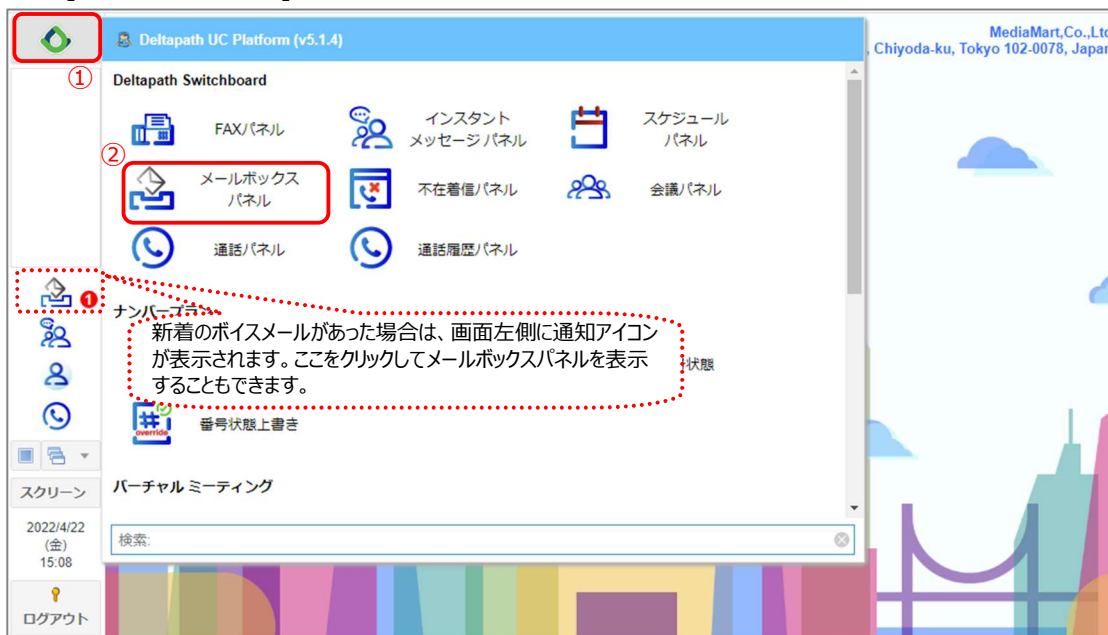 MediaMart,Co.,Ltd
, Chiyoda-ku, Tokyo 102-0078, Japan
①
Deltapath UC Platform (v5.1.4)
Deltapath Switchboard
FAXパネル
インスタント
メッセージ パネル
スケジュール
パネル
②
メールボックス
パネル
不在着信パネル
会議パネル
通話パネル
通話履歴パネル
1
ナンバープラン
新着のボイスメールがあった場合は、画面左側に通知アイコン
が表示されます。ここをクリックしてメールボックスパネルを表示
することもできます。
状態
override
番号状態上書き
バーチャル ミーティング
検索:
スクリーン
2022/4/22
(金)
15:08
ログアウト